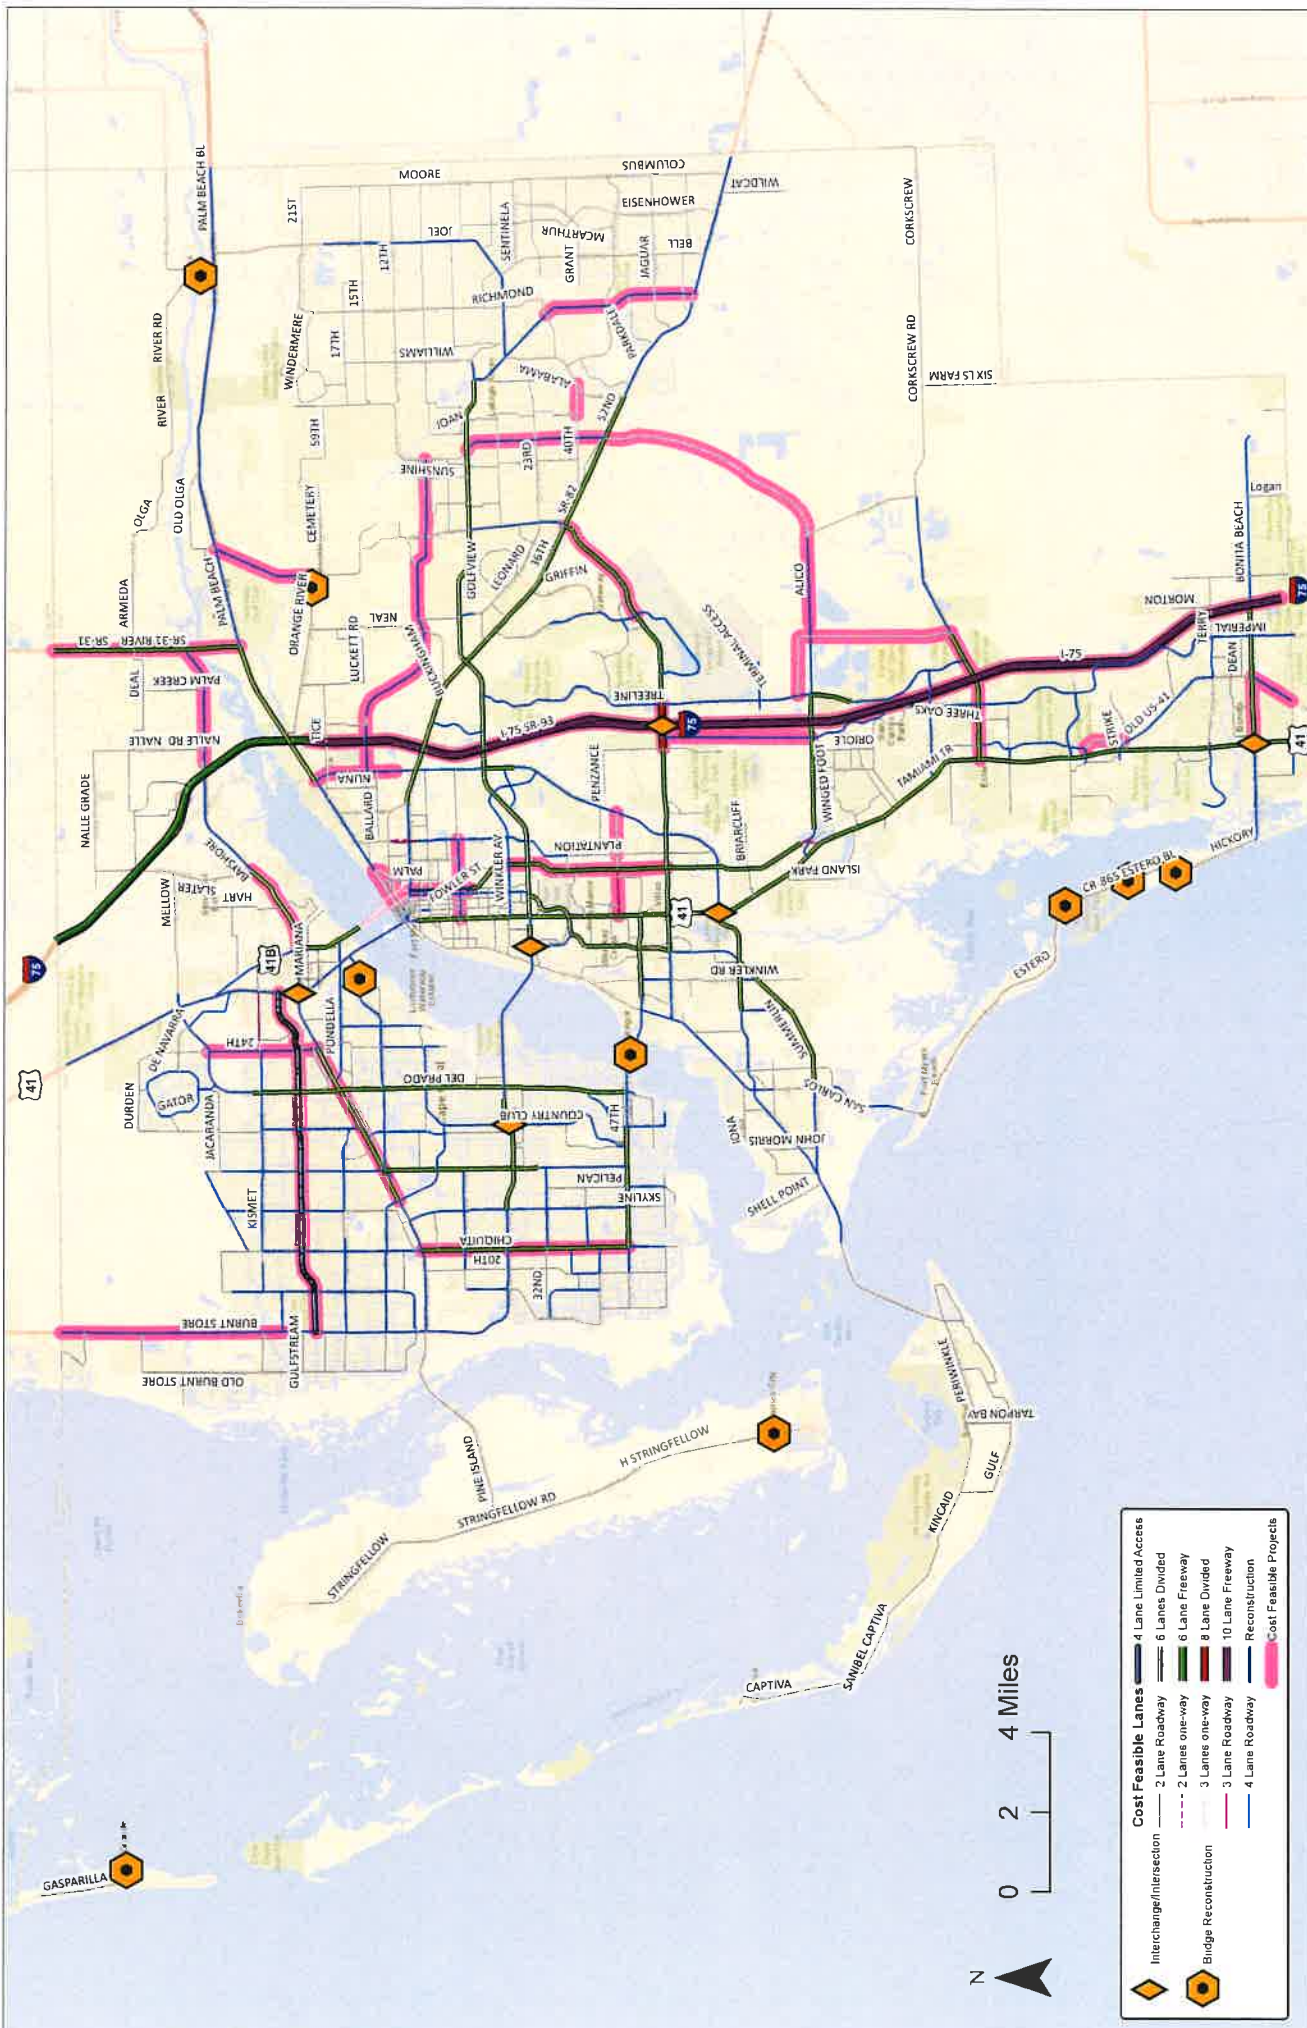 GASPARILLA
CAPTIVA
SANIBEL CAPTIVA
KINCAID
GULF
TARPON BAY
PERIWINKLE
STRINGFELLOW
STRINGFELLOW RD
H STRINGFELLOW
PINE ISLAND
OLD BURNT STORE
BURNT STORE
GULFSTREAM
KISMET
JACARANDA
DURDEN
GATOR
DE NAVARRA
24TH
41
41B
MARIANA
PONDELLA
DEL PRADO
COUNTRY CLUB
47TH
PELICAN
SKYLINE
CHIQUITA
20TH
32ND
SHELL POINT
JOHN MORRIS
IONA
SAN CARLOS
SUMMERLIN
WINKLER RD
ESTERO
CR 865 ESTERO BL
HICKORY
75
MELLOW
SLATER
HART
BAYSHORE
NALLE GRADE
NALLE RD NALLE
PALM CREEK
DEAL
SR-31 RIVER SR-31
ARMEDA
OLGA
OLD OLGA
RIVER
RIVER RD
PALM BEACH
PALM BEACH BL
TICE
NUNA
BALLARD
PALM
FOWLER ST
WINKLER AV
PLANTATION
PENZANCE
BRIARCLIFF
41
ISLAND PARK
WINGED FOOT
TAMIAMI TR
ORIOLE
THREE OAKS
I-75 SR-93
75
I-75
TREELINE
TERMINAL ACCESS
ALICO
STRIKE
OLD US-41
TERRY
DEAN
IMPERIAL
MORTON
BONITA BEACH
Logan
41
75
ORANGE RIVER
LUCKETT RD
NEAL
BUCKINGHAM
CEMETERY
59TH
WINDERMERE
17TH
15TH
12TH
21ST
MOORE
JOEL
WILLIAMS
RICHMOND
SENTINELA
SUNSHINE
JOAN
GOLFVIEW
LEONARD
36TH
GRIFFIN
SR-82
23RD
40TH
52ND
ALABAMA
PARKDALE
GRANT
MCARTHUR
JAGUAR
EISENHOWER
BELL
COLUMBUS
WILDCAT
CORKSCREW
CORKSCREW RD
SIX LS FARM
N
0 2 4 Miles
Cost Feasible Lanes
Interchange/Intersection
Bridge Reconstruction
2 Lane Roadway
2 Lanes one-way
3 Lanes one-way
3 Lane Roadway
4 Lane Roadway
4 Lane Limited Access
6 Lanes Divided
6 Lane Freeway
8 Lane Divided
10 Lane Freeway
Reconstruction
Cost Feasible Projects